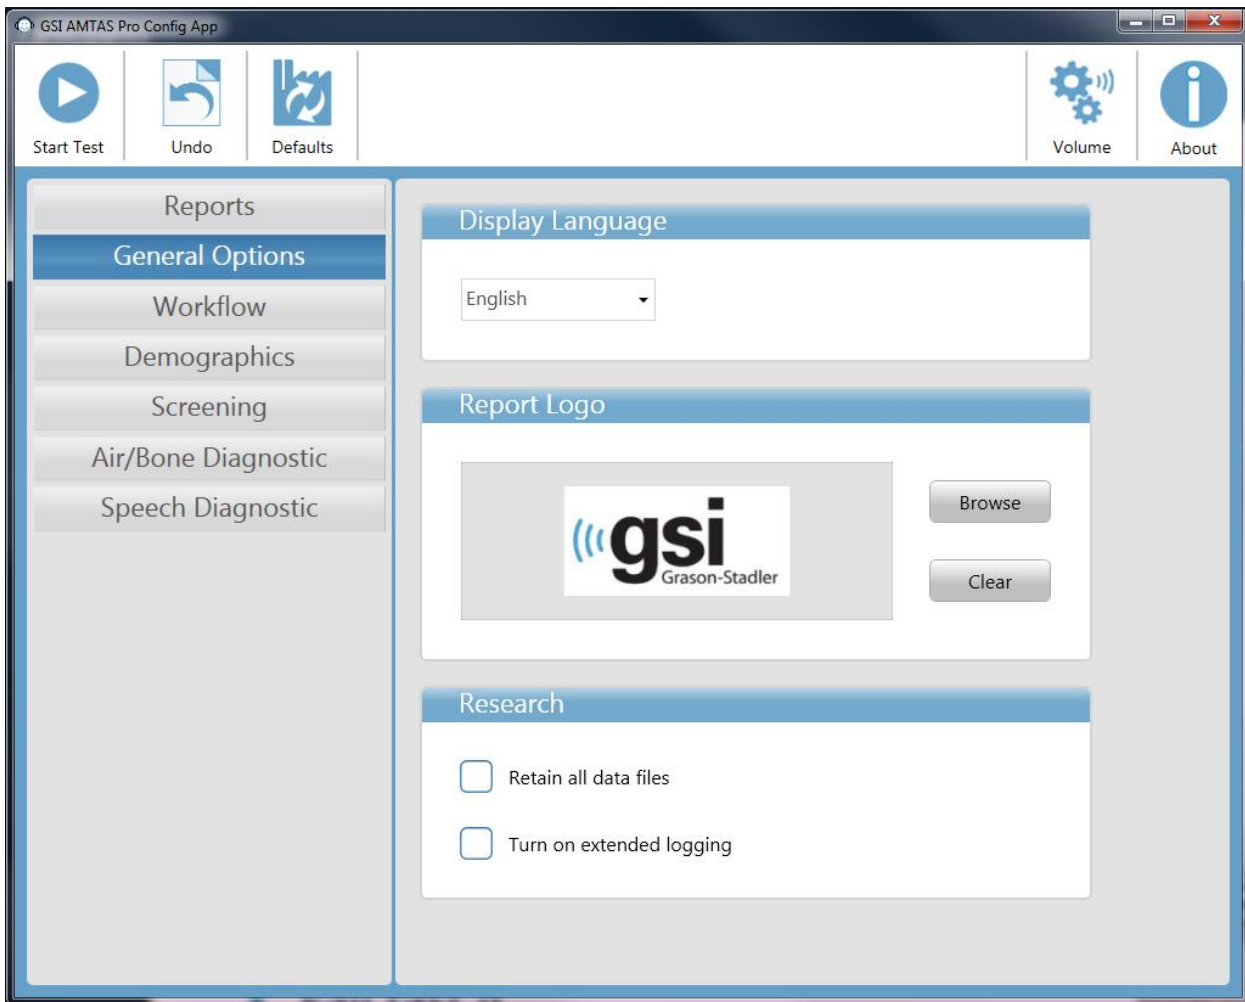 GSI AMTAS Pro Config App
Start Test
Undo
Defaults
Volume
About
Reports
General Options
Workflow
Demographics
Screening
Air/Bone Diagnostic
Speech Diagnostic
Display Language
English
Report Logo
gsi
Grason-Stadler
Browse
Clear
Research
Retain all data files
Turn on extended logging